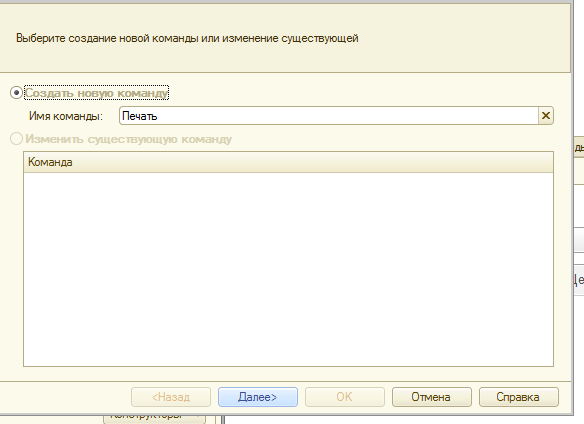 Выберите создание новой команды или изменение существующей
Создать новую команду
Имя команды: Печать
Изменить существующую команду
Команда
<Назад Далее> OK Отмена Справка
Конструкторы